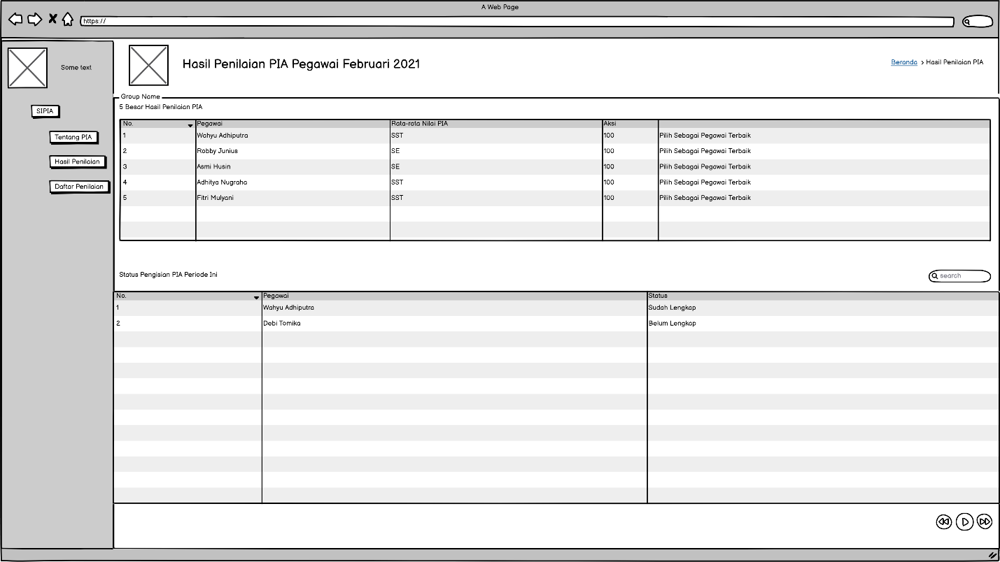 A Web Page
https://
Some text
SIPIA
Tentang PIA
Hasil Penilaian
Daftar Penilaian
Hasil Penilaian PIA Pegawai Februari 2021
Beranda > Hasil Penilaian PIA
Group Name
5 Besar Hasil Penilaian PIA
No. Pegawai Rata-rata Nilai PIA Aksi
1 Wahyu Adhiputra SST 100 Pilih Sebagai Pegawai Terbaik
2 Robby Junius SE 100 Pilih Sebagai Pegawai Terbaik
3 Asmi Husin SE 100 Pilih Sebagai Pegawai Terbaik
4 Adhitya Nugraha SST 100 Pilih Sebagai Pegawai Terbaik
5 Fitri Mulyani SST 100 Pilih Sebagai Pegawai Terbaik
Status Pengisian PIA Periode Ini
search
No. Pegawai Status
1 Wahyu Adhiputra Sudah Lengkap
2 Debi Tomika Belum Lengkap